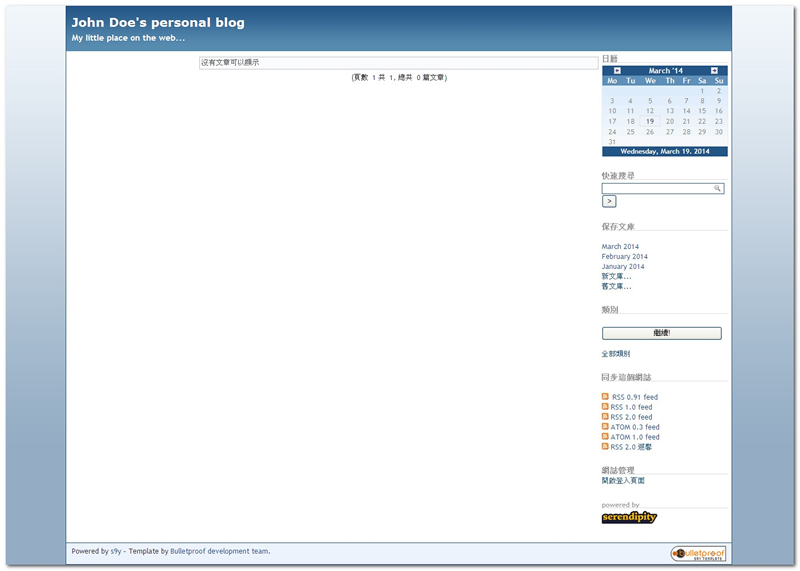 John Doe's personal blog
My little place on the web...
沒有文章可以顯示
(頁數 1 共 1, 總共 0 篇文章)
日曆
March '14
Mo Tu We Th Fr Sa Su
1 2
3 4 5 6 7 8 9
10 11 12 13 14 15 16
17 18 19 20 21 22 23
24 25 26 27 28 29 30
31
Wednesday, March 19. 2014
快速搜尋
>
保存文庫
March 2014
February 2014
January 2014
新文庫...
舊文庫...
類別
繼續!
全部類別
同步這個網誌
RSS 0.91 feed
RSS 1.0 feed
RSS 2.0 feed
ATOM 0.3 feed
ATOM 1.0 feed
RSS 2.0 迴響
網誌管理
開啟登入頁面
powered by
serendipity
Powered by s9y - Template by Bulletproof development team.
Bulletproof
S9Y TEMPLATE